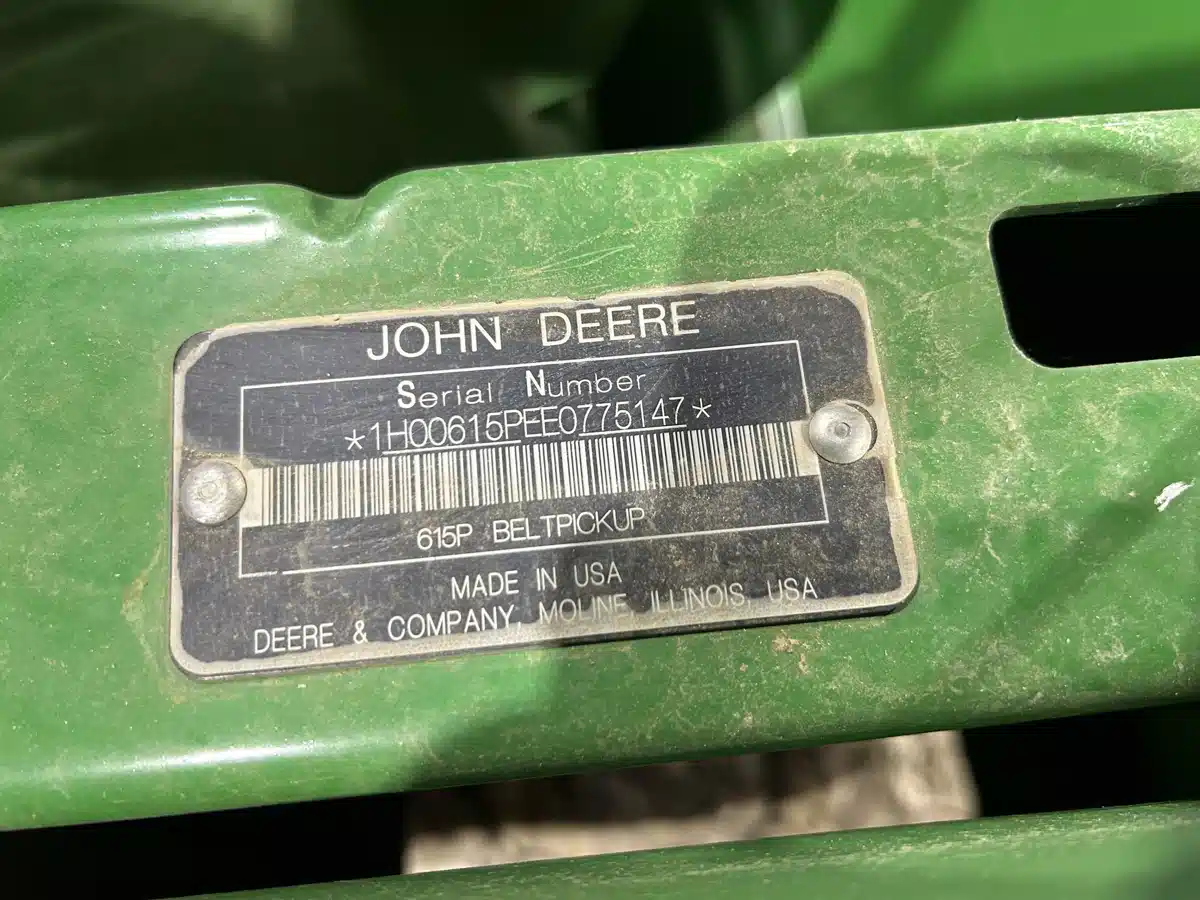 JOHN DEERE
Serial Number
*1H00615PEE0775147*
615P BELTPICKUP
MADE IN USA
DEERE & COMPANY, MOLINE, ILLINOIS, USA